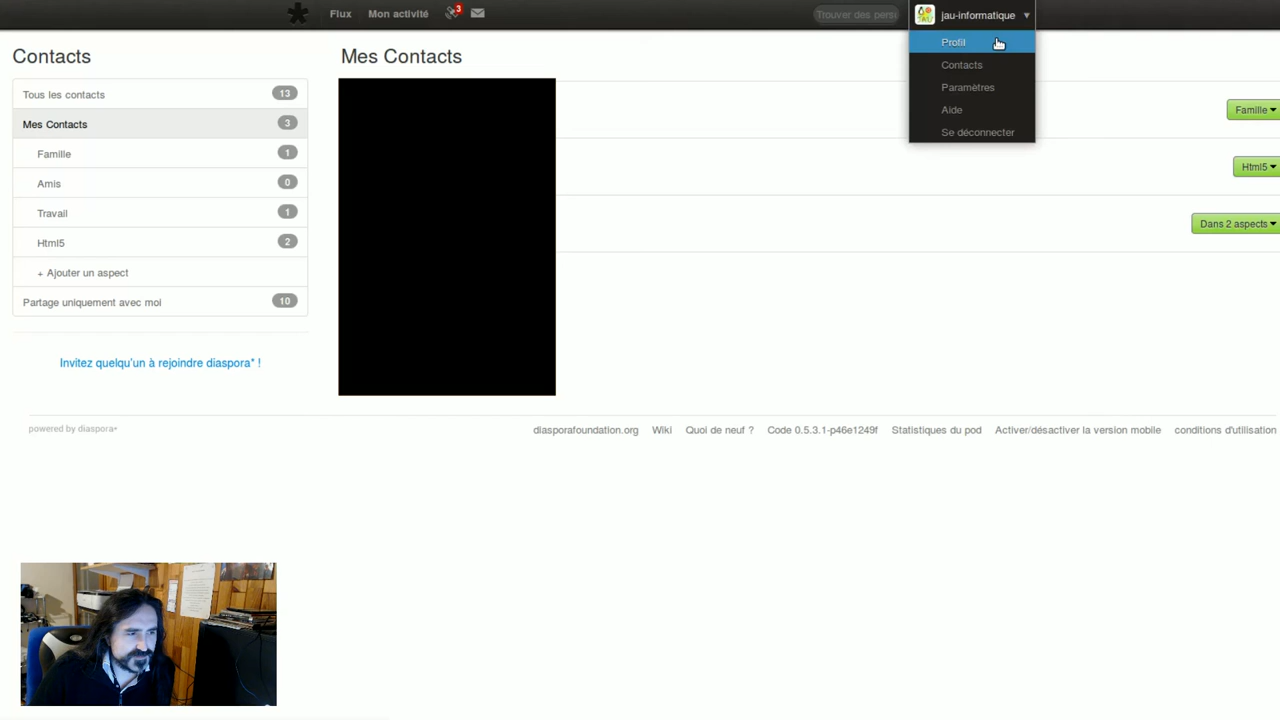 Flux Mon activité 3 Trouver des pers jau-informatique ▼
Profil
Contacts
Paramètres
Aide
Se déconnecter
Contacts
Tous les contacts 13
Mes Contacts 3
Famille 1
Amis 0
Travail 1
Html5 2
+ Ajouter un aspect
Partage uniquement avec moi 10
Invitez quelqu'un à rejoindre diaspora* !
Mes Contacts
Famille
Html5
Dans 2 aspects
powered by diaspora*
diasporafoundation.org Wiki Quoi de neuf ? Code 0.5.3.1-p46e1249f Statistiques du pod Activer/désactiver la version mobile conditions d'utilisation